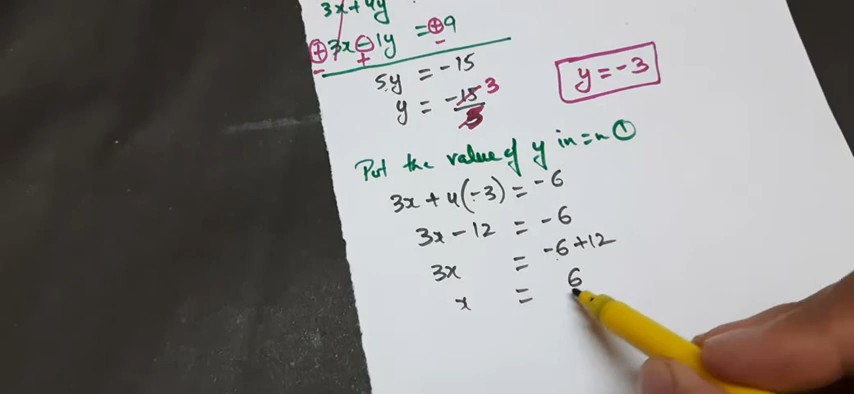 3x + 4y
+ 3x - 1y = + 9
- + -
5y = -15
y = -15/5 3
y = -3
Put the value of y in =n ①
3x + 4(-3) = -6
3x - 12 = -6
3x = -6 + 12
x = 6